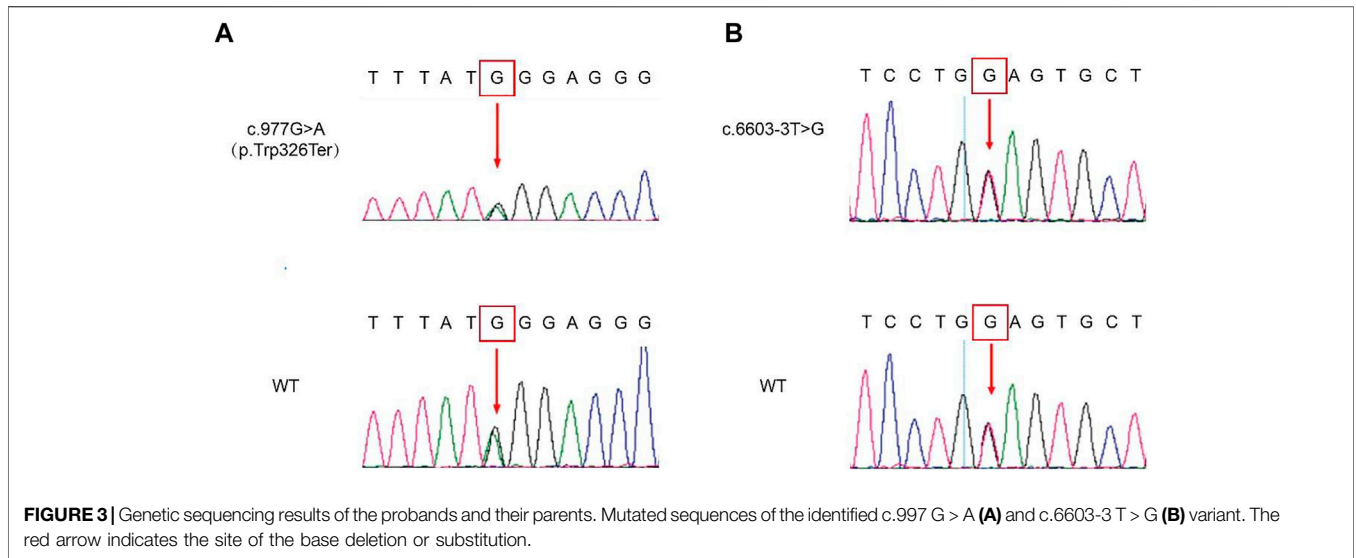 A
B
T T T A T G G G A G G G
T C C T G G A G T G C T
c.977G>A
(p.Trp326Ter)
c.6603-3T>G
T T T A T G G G A G G G
T C C T G G A G T G C T
WT
WT
FIGURE 3 | Genetic sequencing results of the probands and their parents. Mutated sequences of the identified c.997 G > A (A) and c.6603-3 T > G (B) variant. The
red arrow indicates the site of the base deletion or substitution.